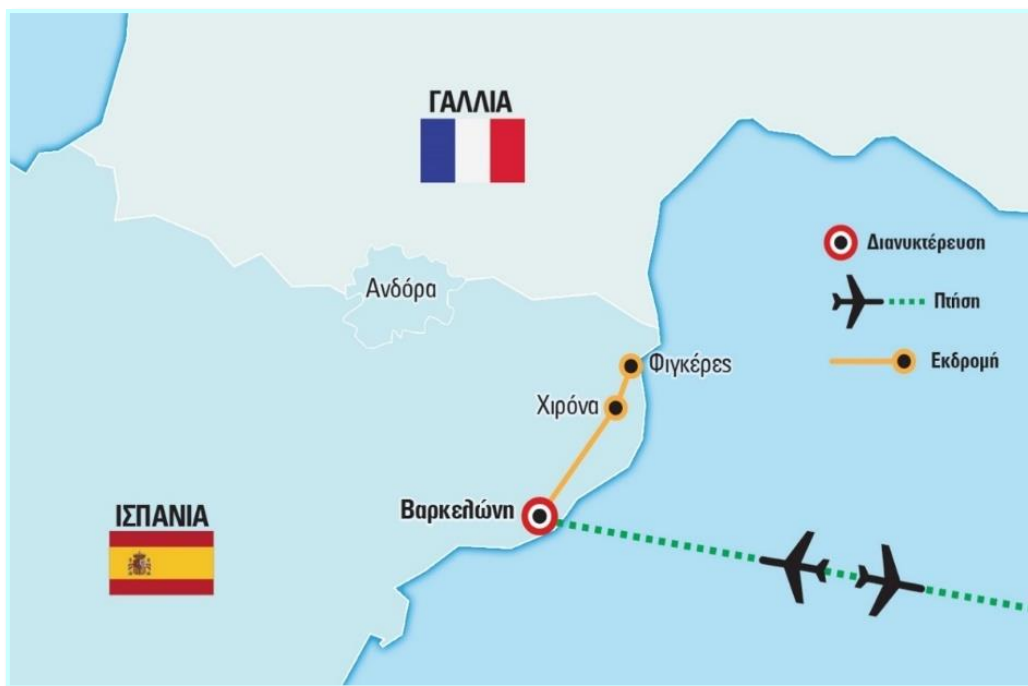 ΓΑΛΛΙΑ
Διανυκτέρευση
Ανδόρα
Πτήση
Φιγκέρες
Εκδρομή
Χιρόνα
Βαρκελώνη
ΙΣΠΑΝΙΑ